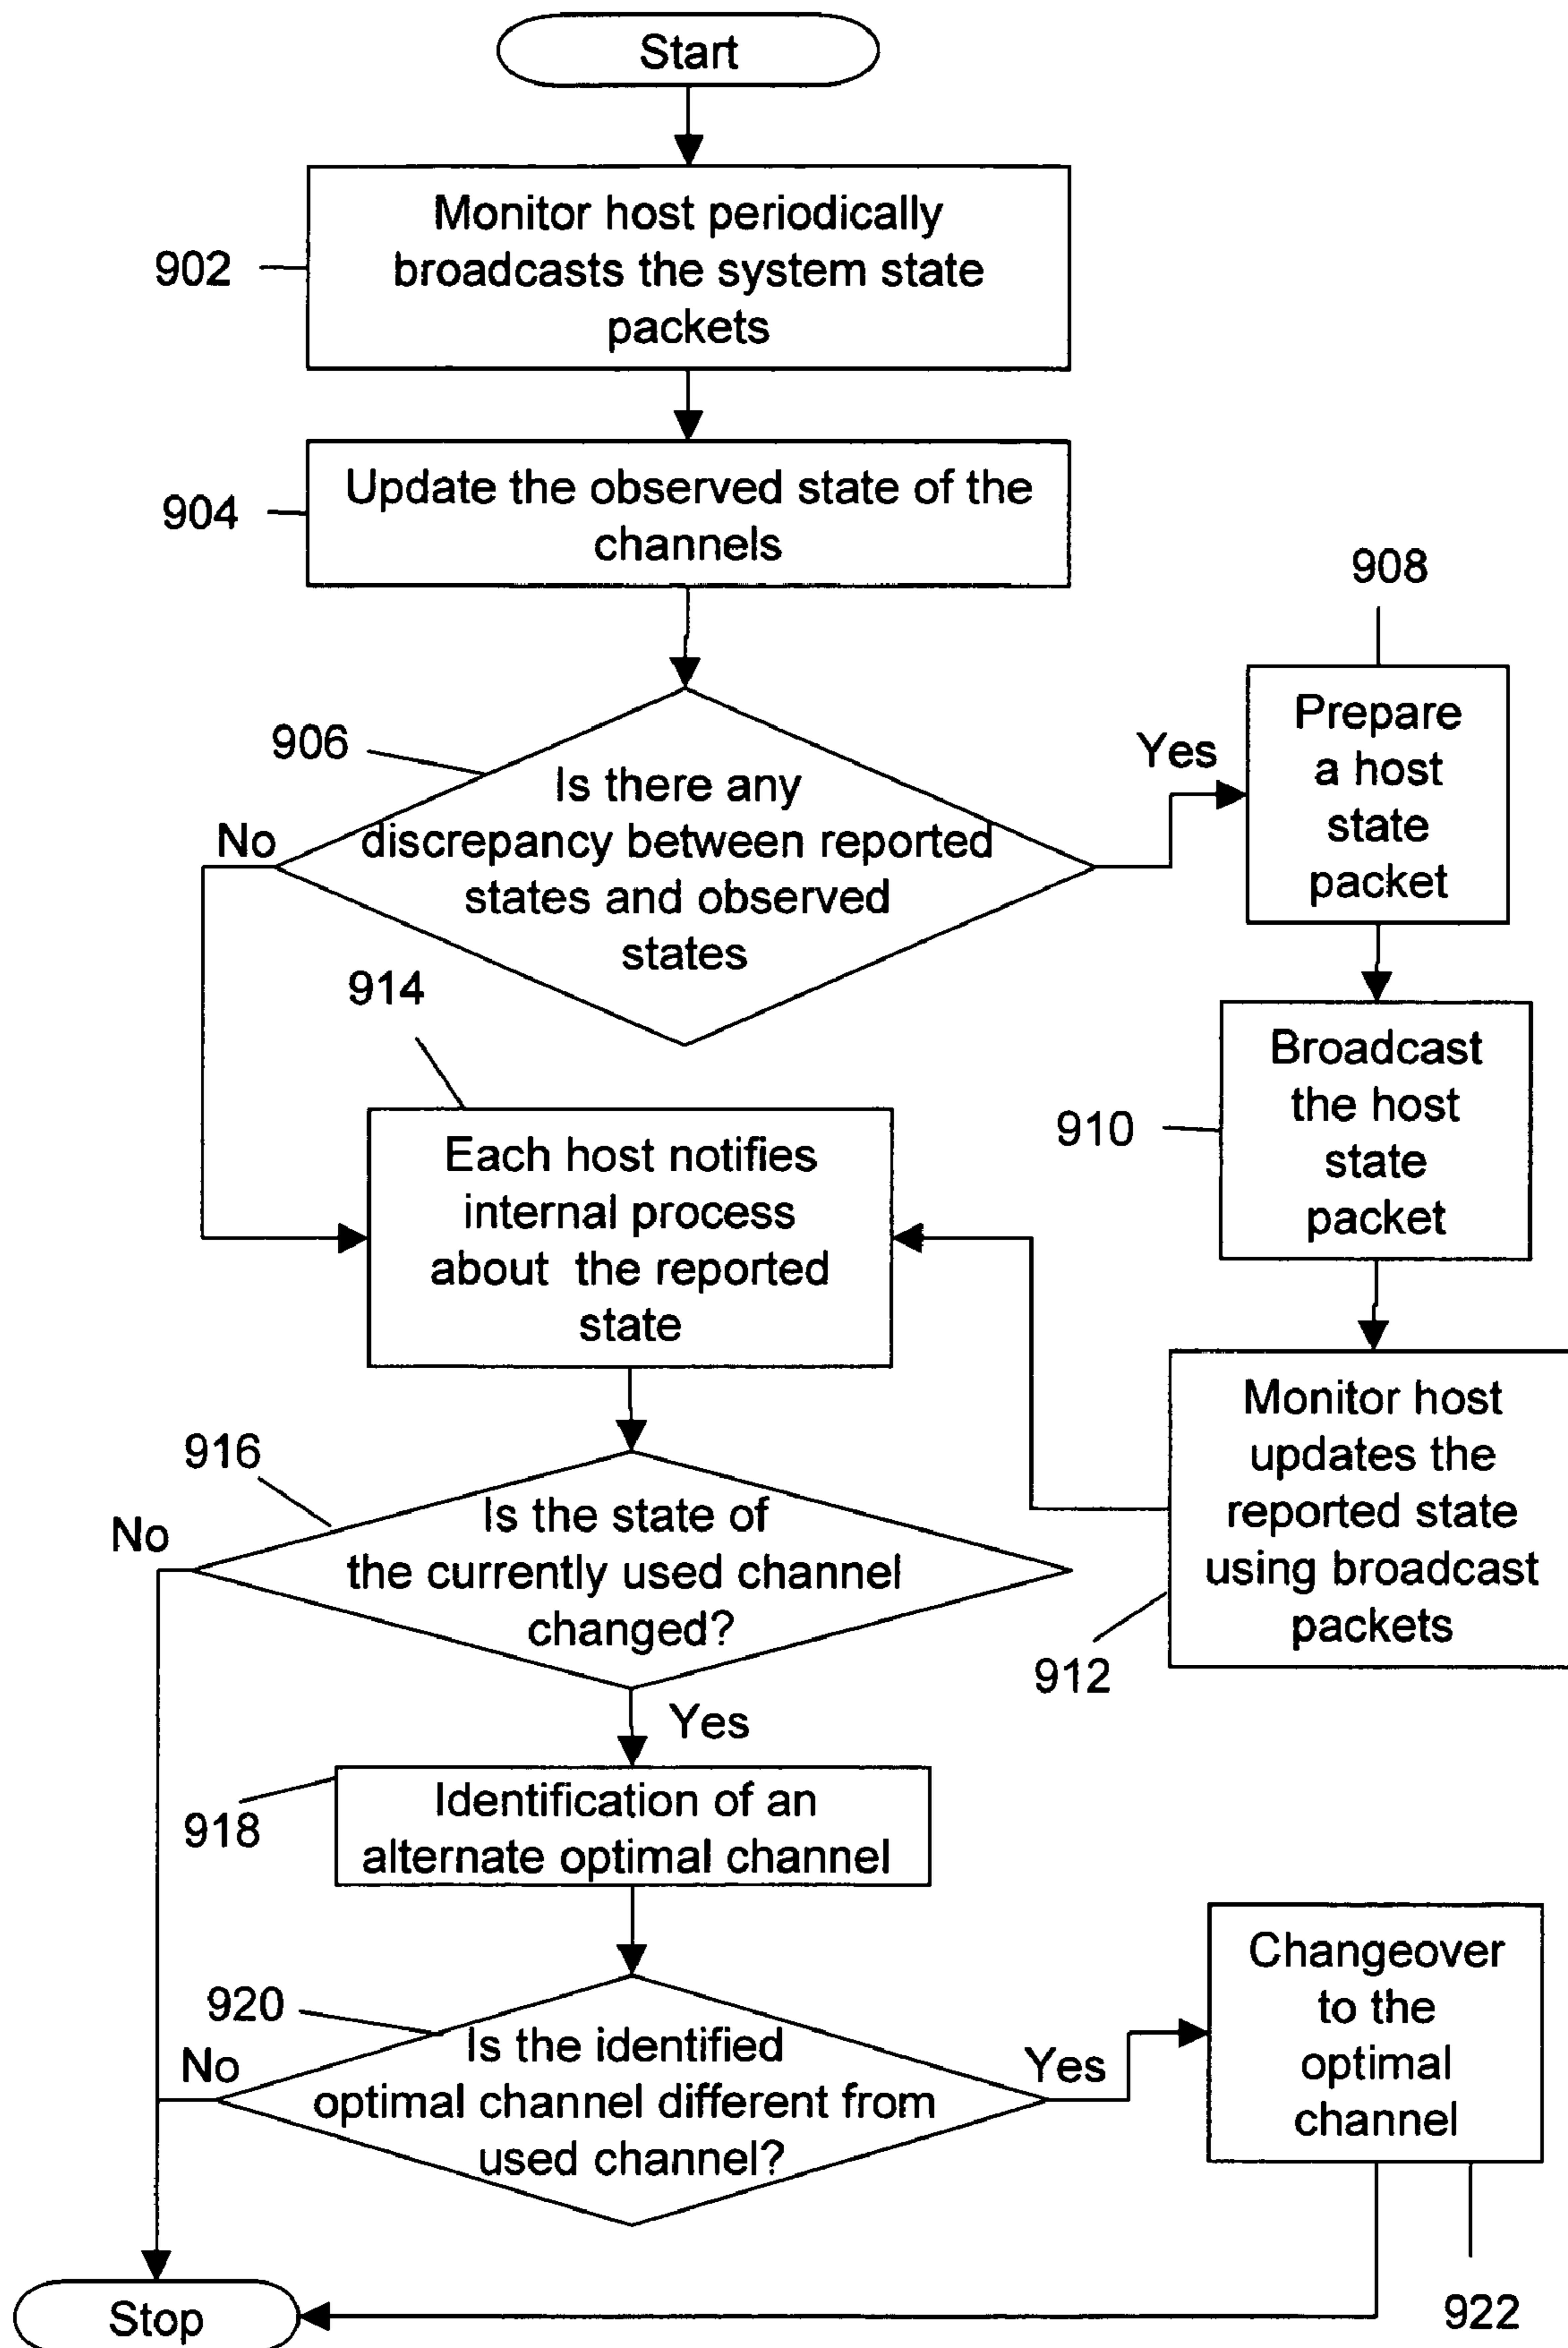 Start
Monitor host periodically
broadcasts the system state
packets
902
Update the observed state of the
channels
904
906
Is there any
discrepancy between reported
states and observed
states
No
Yes
908
Prepare
a host
state
packet
Broadcast
the host
state
packet
910
Monitor host
updates the
reported state
using broadcast
packets
912
914
Each host notifies
internal process
about the reported
state
916
Is the state of
the currently used channel
changed?
No
Yes
918
Identification of an
alternate optimal channel
920
Is the identified
optimal channel different from
used channel?
No
Yes
Changeover
to the
optimal
channel
922
Stop